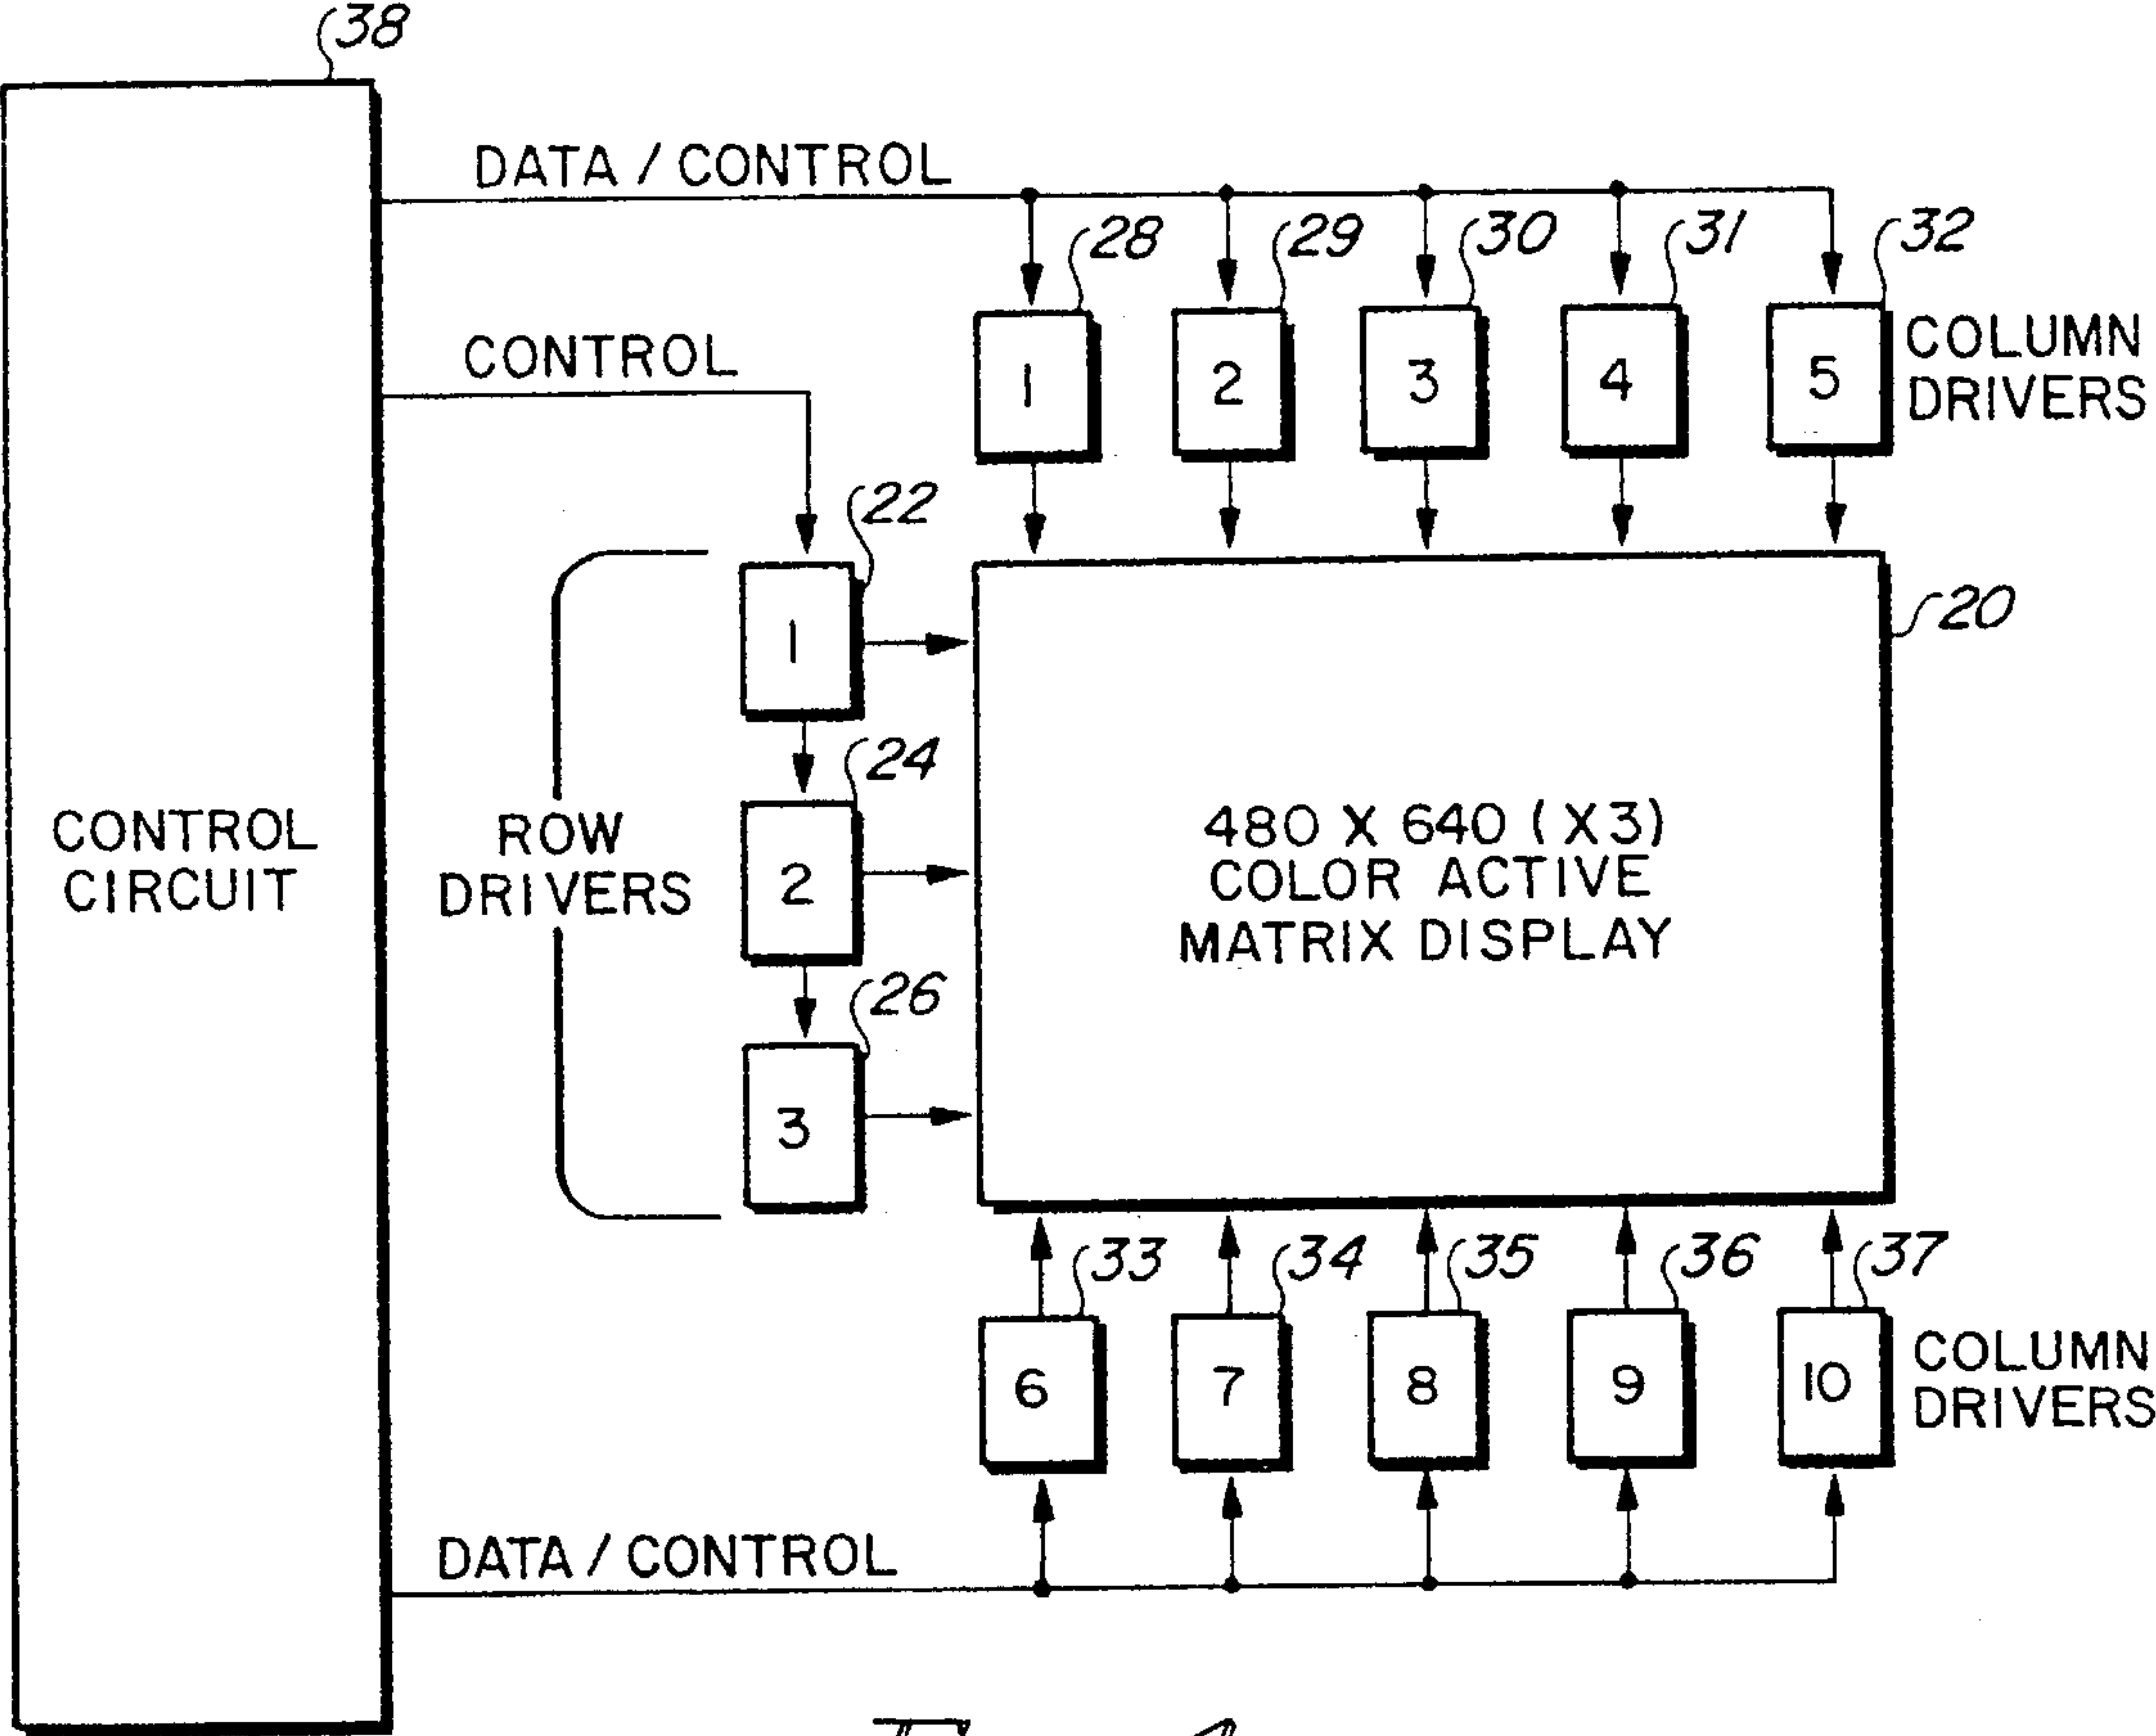 38
DATA / CONTROL
28 29 30 31 32
CONTROL
1 2 3 4 5
COLUMN
DRIVERS
22
1
20
24
2
ROW
DRIVERS
CONTROL
CIRCUIT
480 X 640 ( X3 )
COLOR ACTIVE
MATRIX DISPLAY
26
3
33 34 35 36 37
6 7 8 9 10
COLUMN
DRIVERS
DATA / CONTROL